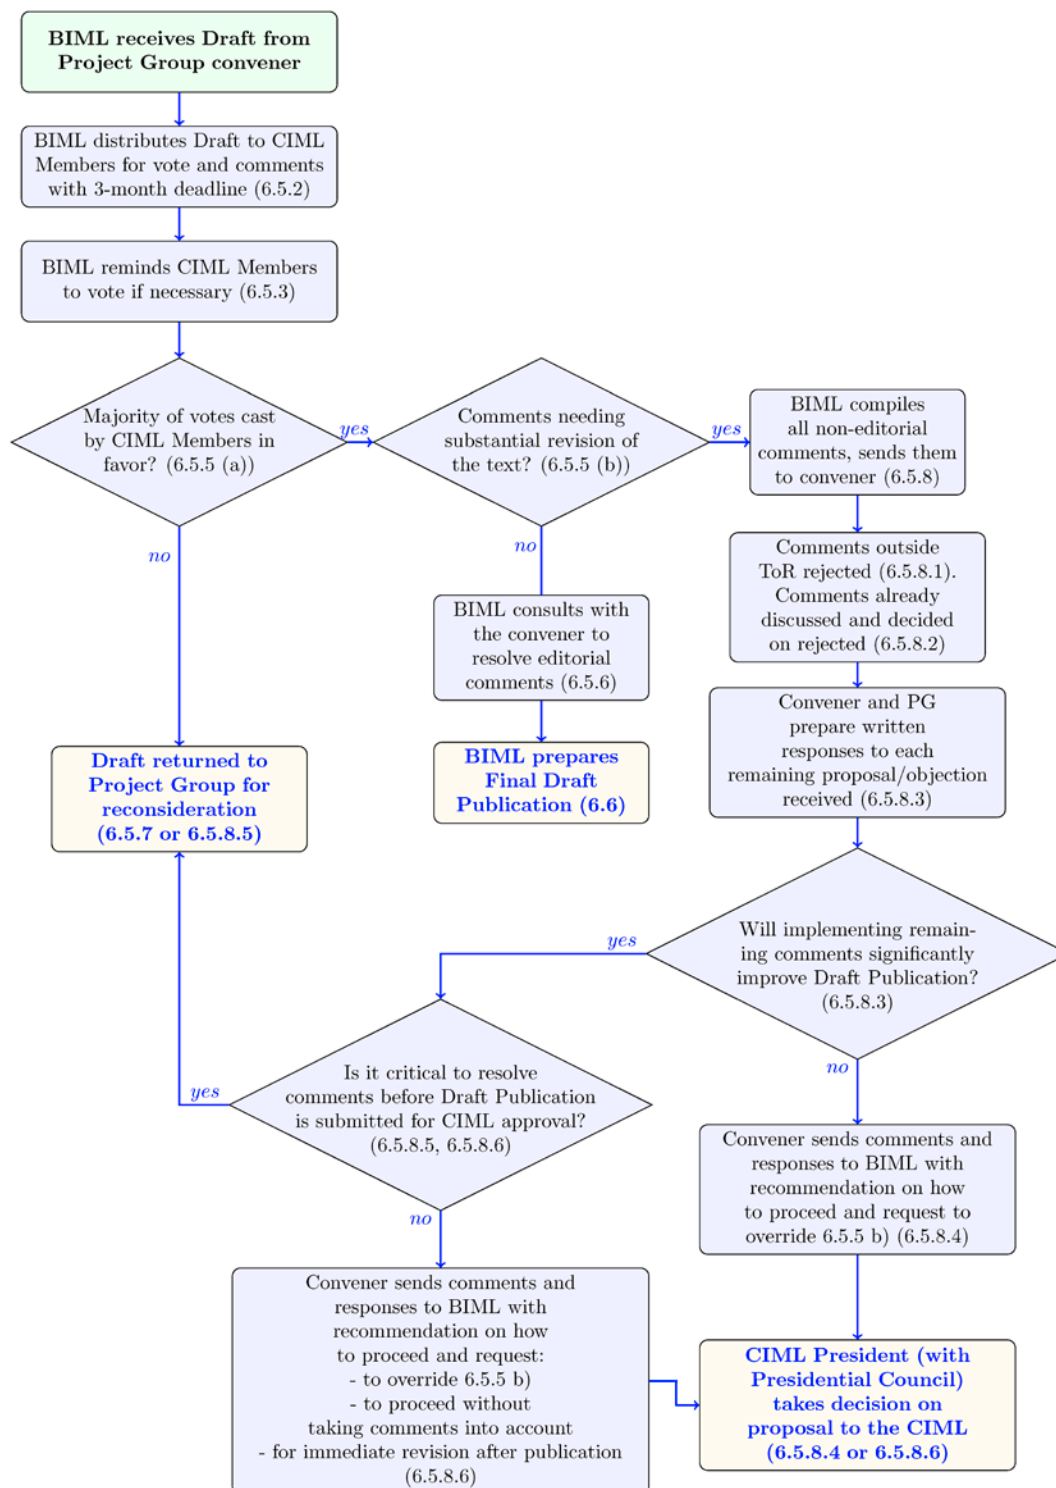 BIML receives Draft from
Project Group convener
BIML distributes Draft to CIML
Members for vote and comments
with 3-month deadline (6.5.2)
BIML reminds CIML Members
to vote if necessary (6.5.3)
Majority of votes cast
by CIML Members in
favor? (6.5.5 (a))
yes
no
Comments needing
substantial revision of
the text? (6.5.5 (b))
yes
no
BIML compiles
all non-editorial
comments, sends them
to convener (6.5.8)
Comments outside
ToR rejected (6.5.8.1).
Comments already
discussed and decided
on rejected (6.5.8.2)
BIML consults with
the convener to
resolve editorial
comments (6.5.6)
Convener and PG
prepare written
responses to each
remaining proposal/objection
received (6.5.8.3)
Draft returned to
Project Group for
reconsideration
(6.5.7 or 6.5.8.5)
BIML prepares
Final Draft
Publication (6.6)
Will implementing remain-
ing comments significantly
improve Draft Publication?
(6.5.8.3)
yes
no
Is it critical to resolve
comments before Draft Publication
is submitted for CIML approval?
(6.5.8.5, 6.5.8.6)
yes
no
Convener sends comments and
responses to BIML with
recommendation on how
to proceed and request to
override 6.5.5 b) (6.5.8.4)
Convener sends comments and
responses to BIML with
recommendation on how
to proceed and request:
- to override 6.5.5 b)
- to proceed without
taking comments into account
- for immediate revision after publication
(6.5.8.6)
CIML President (with
Presidential Council)
takes decision on
proposal to the CIML
(6.5.8.4 or 6.5.8.6)